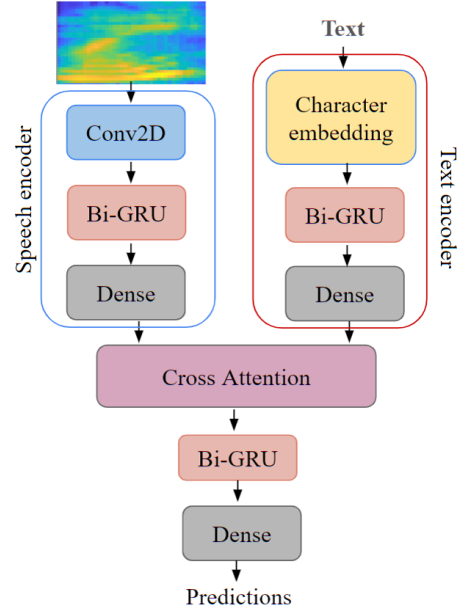 Text
Speech encoder
Conv2D
Bi-GRU
Dense
Character
embedding
Bi-GRU
Dense
Text encoder
Cross Attention
Bi-GRU
Dense
Predictions